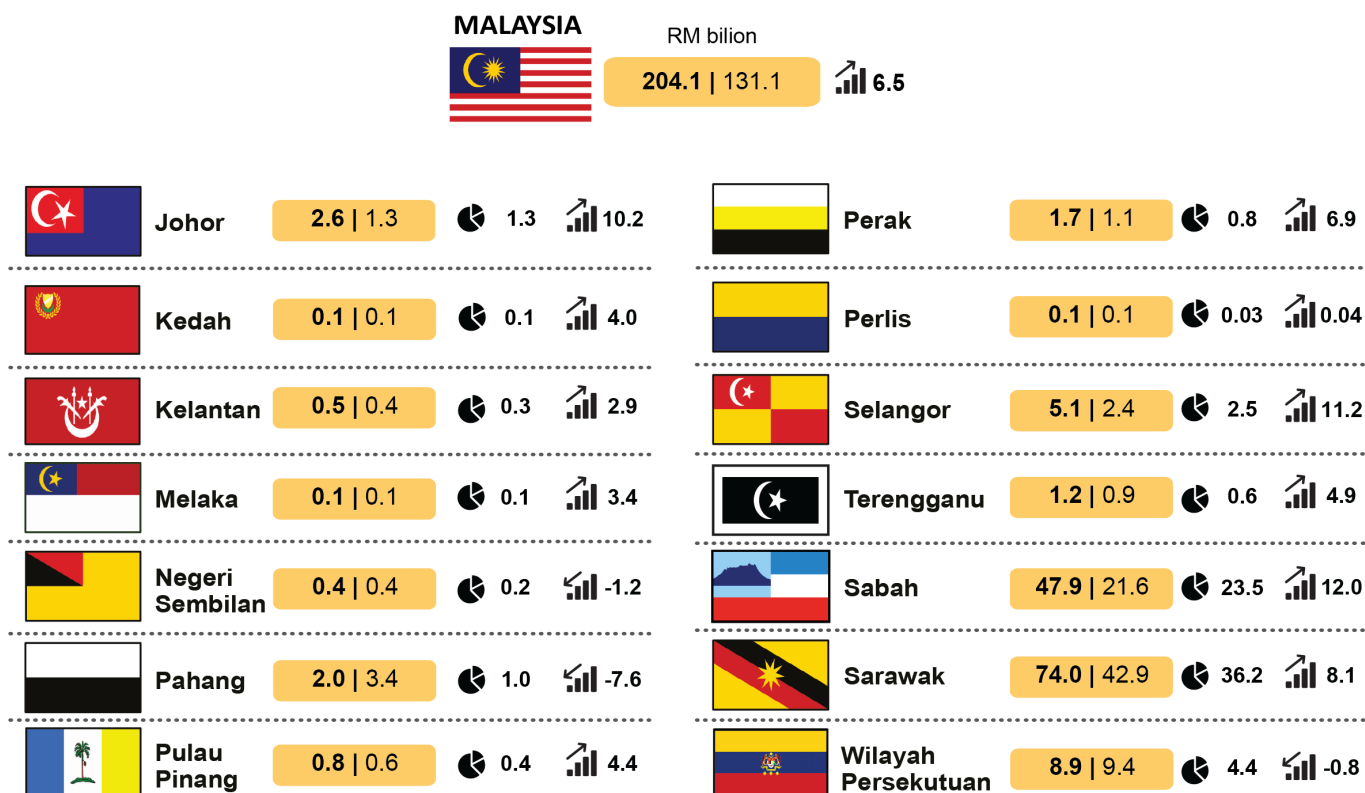 MALAYSIA
RM bilion
204.1 | 131.1
6.5
Johor 2.6 | 1.3 1.3 10.2
Kedah 0.1 | 0.1 0.1 4.0
Kelantan 0.5 | 0.4 0.3 2.9
Melaka 0.1 | 0.1 0.1 3.4
Negeri
Sembilan 0.4 | 0.4 0.2 -1.2
Pahang 2.0 | 3.4 1.0 -7.6
Pulau
Pinang 0.8 | 0.6 0.4 4.4
Perak 1.7 | 1.1 0.8 6.9
Perlis 0.1 | 0.1 0.03 0.04
Selangor 5.1 | 2.4 2.5 11.2
Terengganu 1.2 | 0.9 0.6 4.9
Sabah 47.9 | 21.6 23.5 12.0
Sarawak 74.0 | 42.9 36.2 8.1
Wilayah
Persekutuan 8.9 | 9.4 4.4 -0.8